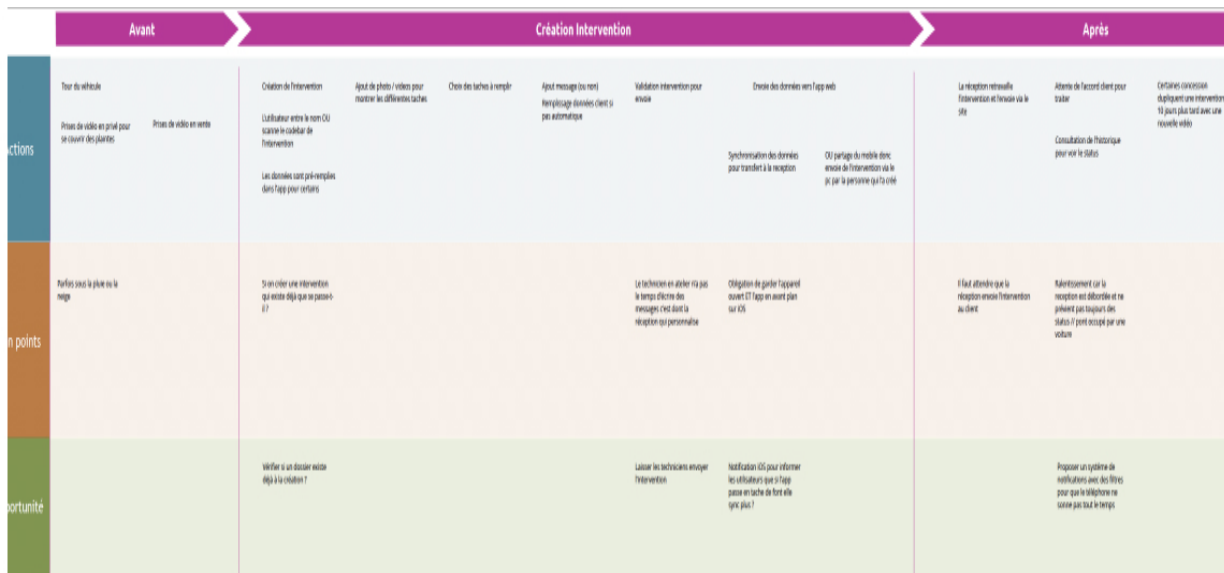 Avant
Création Intervention
Après
ctions
Tour du véhicule
Prises de vidéo en privé pour
se couvrir des plaintes
Prises de vidéo en vente
Création de l'intervention
L'utilisateur entre le nom OU
scanne le codebar de
l'intervention
Les données sont pré-remplies
dans l'app pour certains
Ajout de photo / videos pour
montrer les différentes taches
Choix des taches à remplir
Ajout message (ou non)
Remplissage données client si
pas automatique
Validation intervention pour
envoie
Envoie des données vers l'app web
Synchronisation des données
pour transfert à la reception
OU partage du mobile donc
envoie de l'intervention via le
pc par la personne qui l'a créé
La réception retravaille
l'intervention et l'envoie via le
site
Attente de l'accord client pour
traiter
Consultation de l'historique
pour voir le status
Certaines concession
dupliquent une intervention
10 jours plus tard avec une
nouvelle vidéo
n points
Parfois sous la pluie ou la
neige
Si on créer une intervention
qui existe déjà que se passe-t-
il ?
Le technicien en atelier n'a pas
le temps d'écrire des
messages c'est dont la
réception qui personnalise
Obligation de garder l'appareil
ouvert ET l'app en avant plan
sur iOS
Il faut attendre que la
réception envoie l'intervention
au client
Ralentissement car la
reception est débordée et ne
prévient pas toujours des
status // pont occupé par une
voiture
portunité
Vérifier si un dossier existe
déjà à la création ?
Laisser les techniciens envoyer
l'intervention
Notification iOS pour informer
les utilisateurs que si l'app
passe en tache de font elle
sync plus ?
Proposer un système de
notifications avec des filtres
pour que le téléphone ne
sonne pas tout le temps